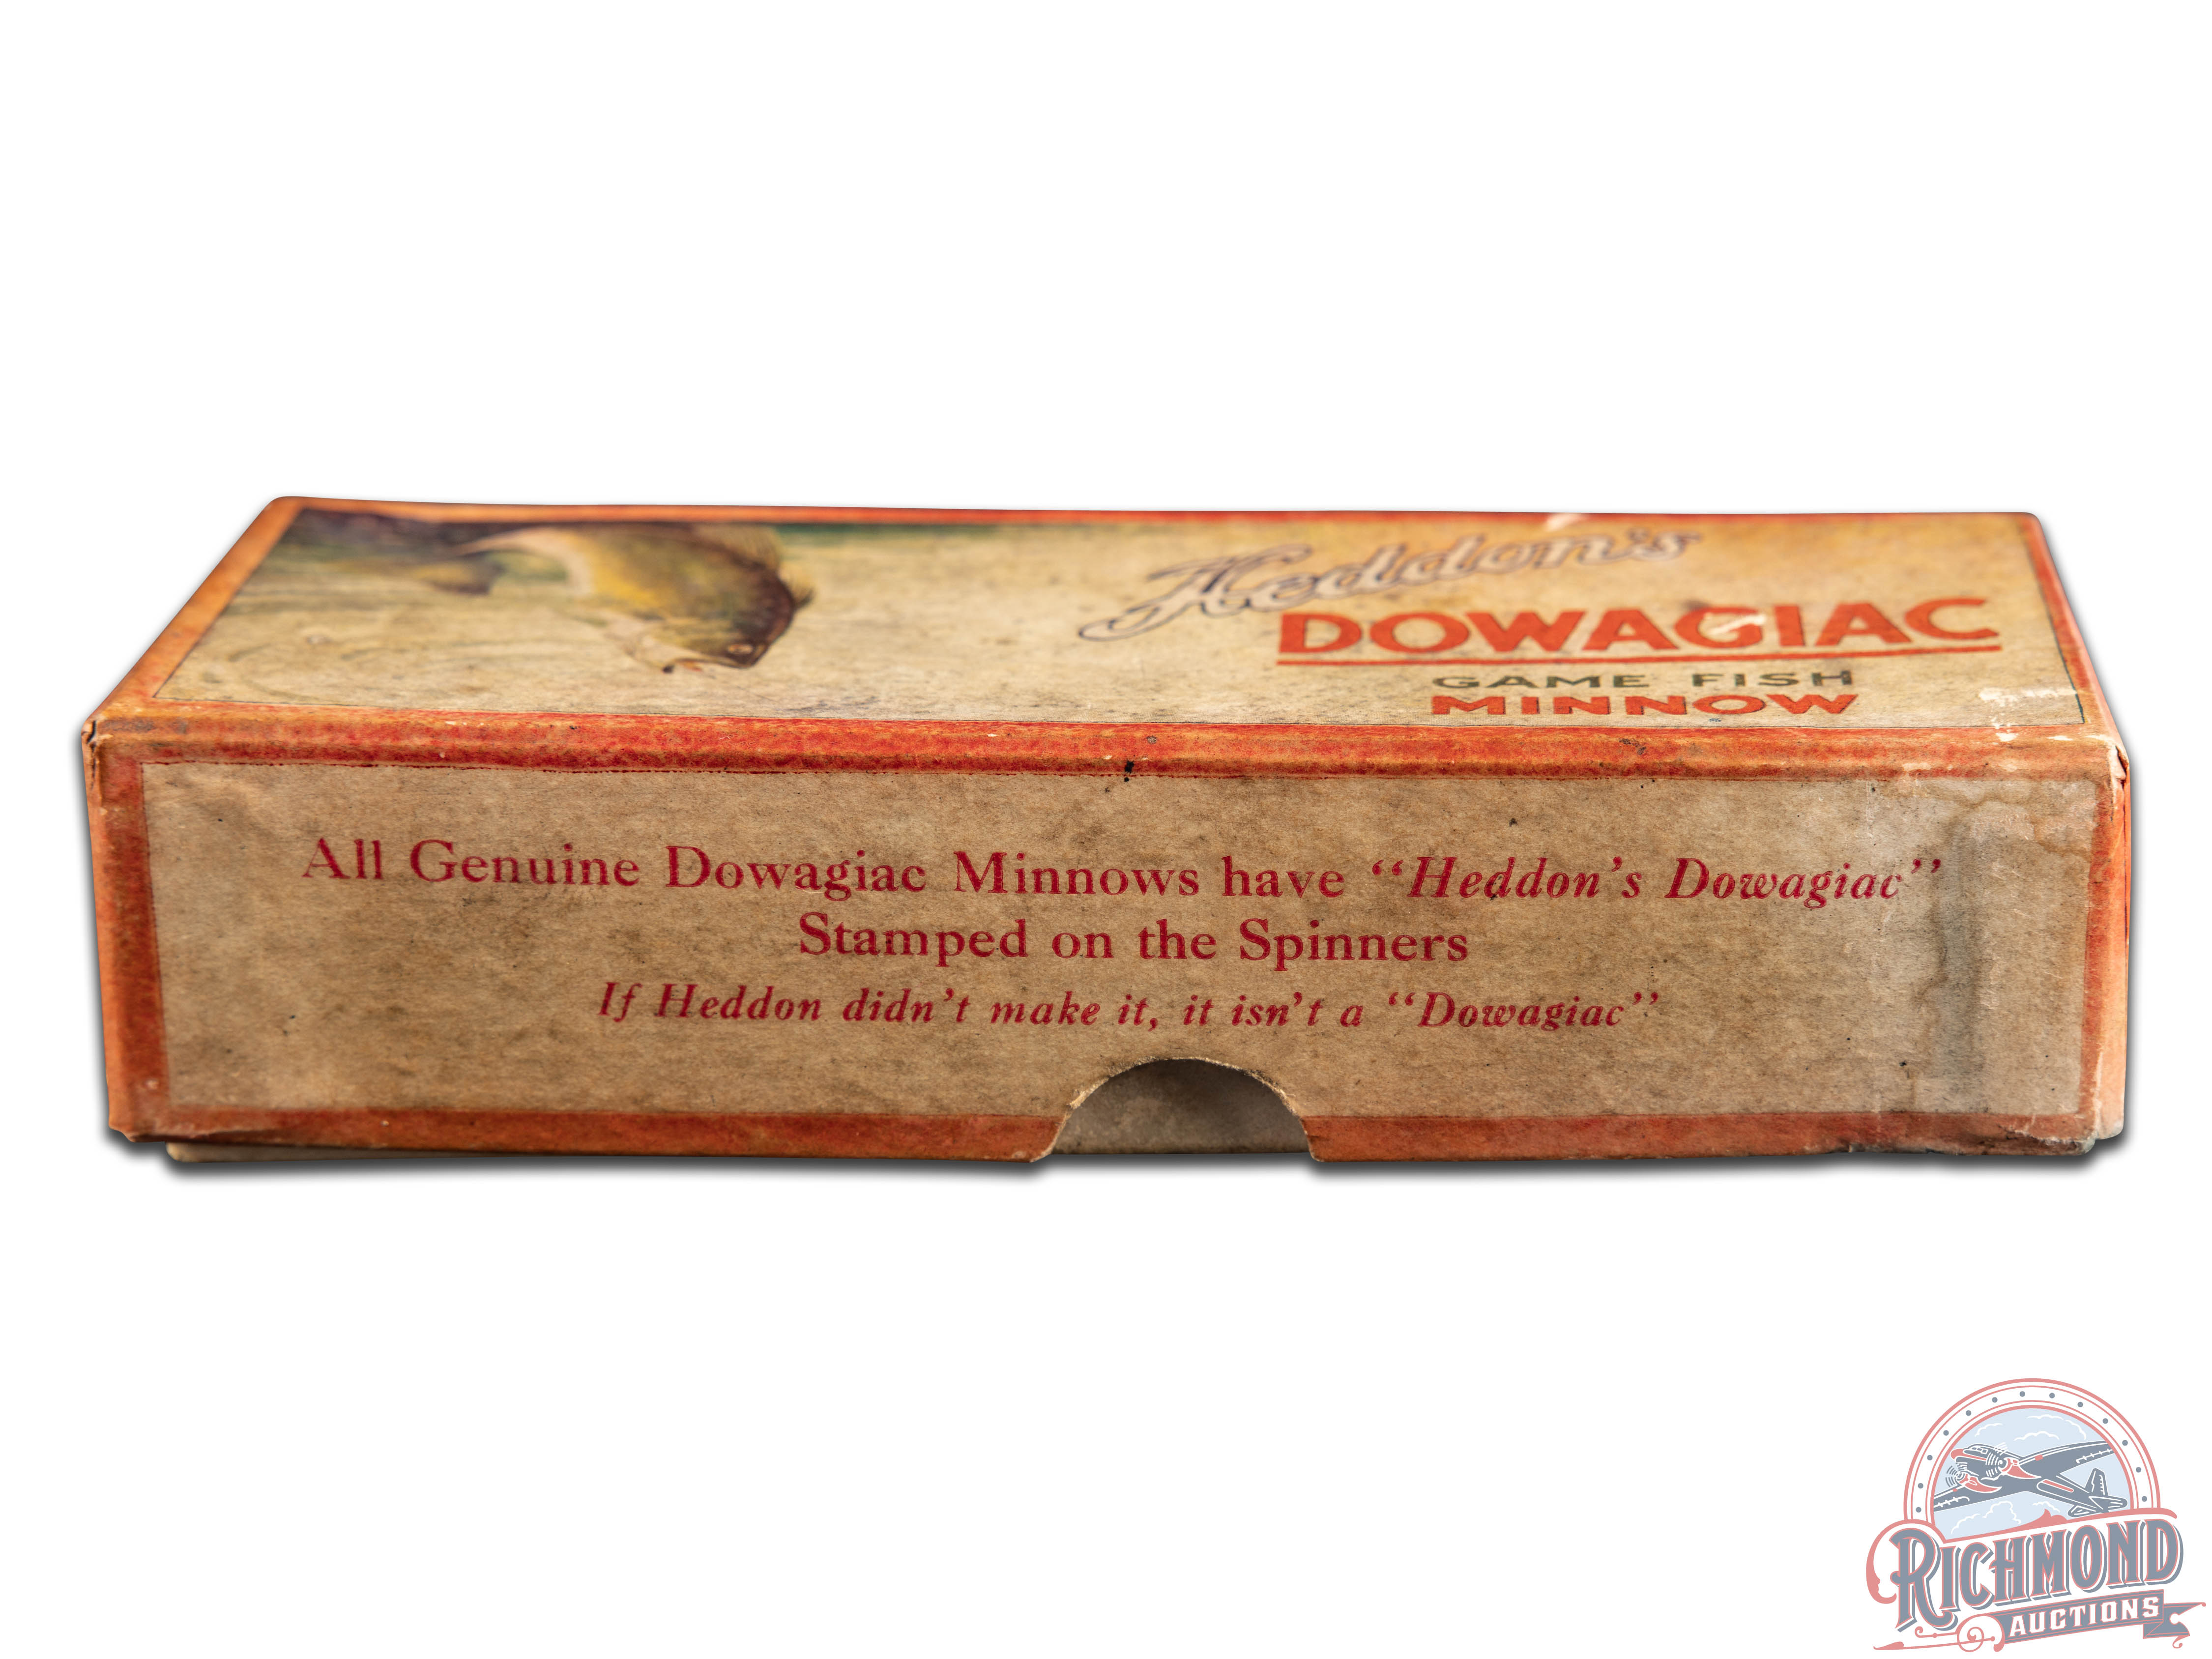 Heddon's
DOWAGIAC
GAME FISH
MINNOW
All Genuine Dowagiac Minnows have “Heddon’s Dowagiac”
Stamped on the Spinners
If Heddon didn’t make it, it isn’t a “Dowagiac”
RICHMOND
AUCTIONS